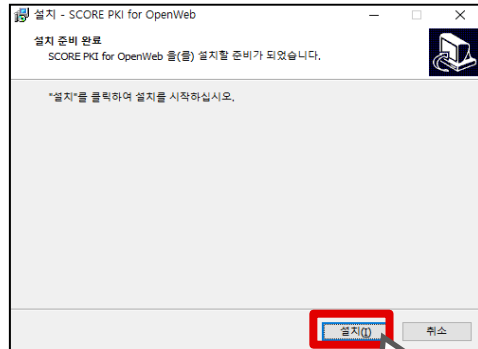 설치 - SCORE PKI for OpenWeb
설치 준비 완료
SCORE PKI for OpenWeb 을(를) 설치할 준비가 되었습니다.
"설치"를 클릭하여 설치를 시작하십시오.
설치(I)
취소